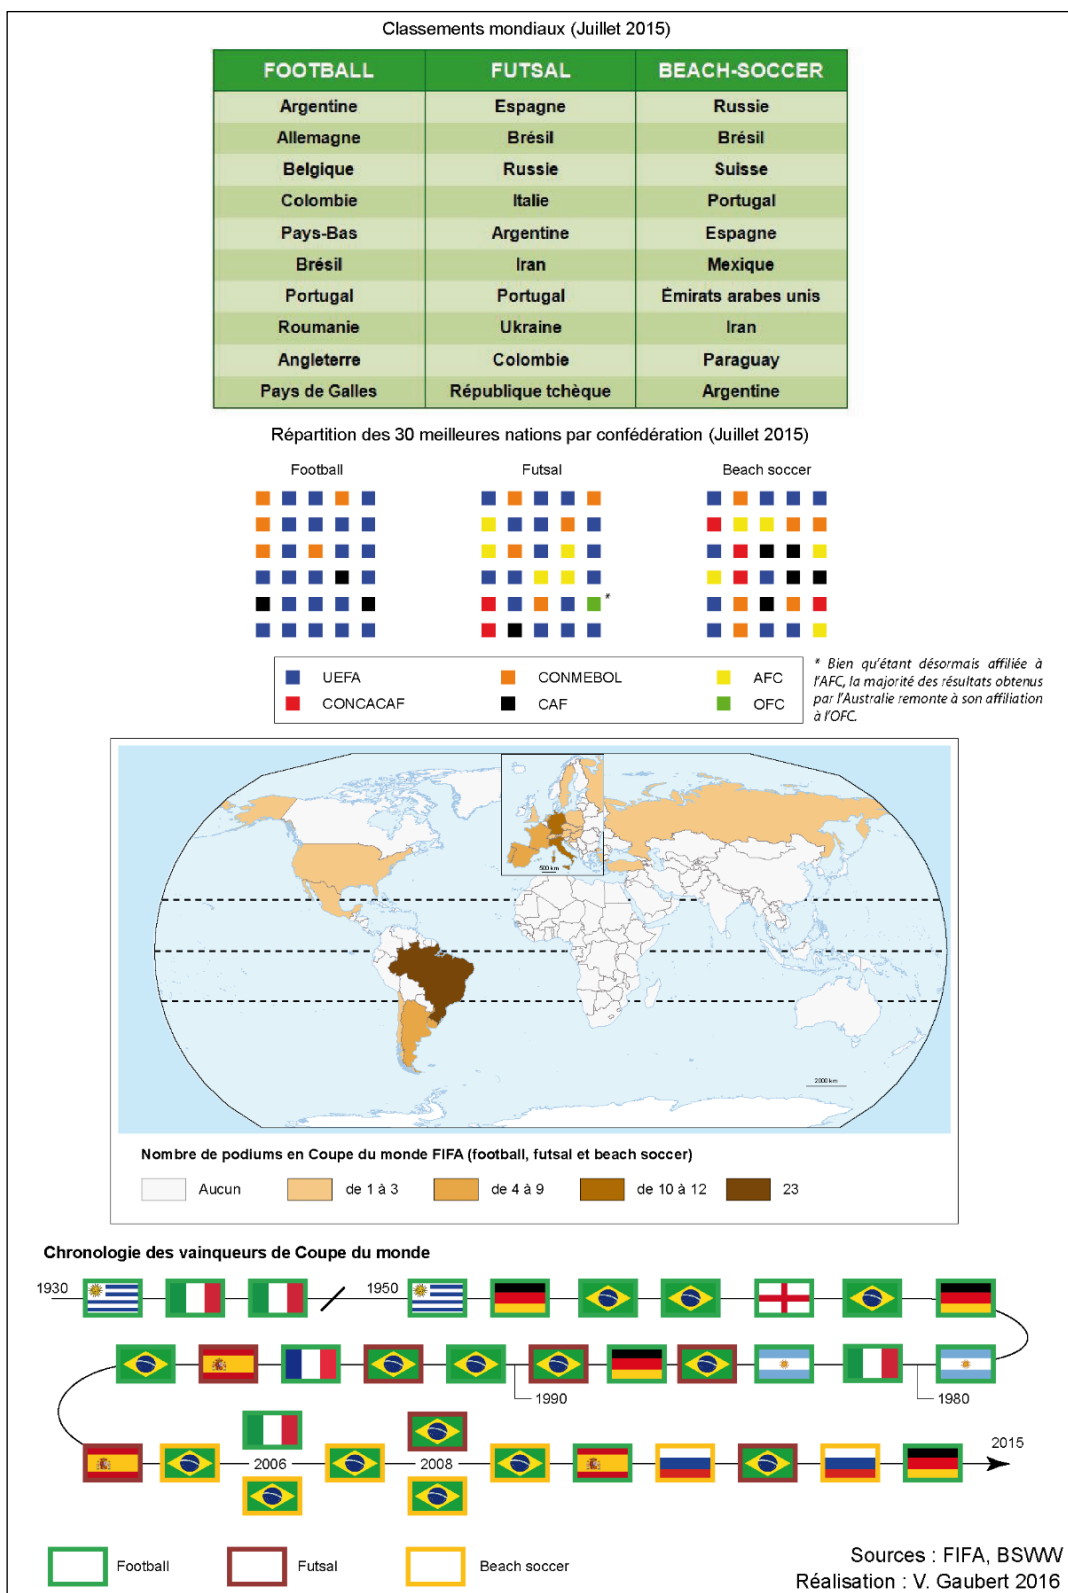 Classements mondiaux (Juillet 2015)
FOOTBALL FUTSAL BEACH-SOCCER
Argentine Espagne Russie
Allemagne Brésil Brésil
Belgique Russie Suisse
Colombie Italie Portugal
Pays-Bas Argentine Espagne
Brésil Iran Mexique
Portugal Portugal Émirats arabes unis
Roumanie Ukraine Iran
Angleterre Colombie Paraguay
Pays de Galles République tchèque Argentine
Répartition des 30 meilleures nations par confédération (Juillet 2015)
Football Futsal Beach soccer
*
UEFA CONMEBOL AFC
CONCACAF CAF OFC
* Bien qu'étant désormais affiliée à
l'AFC, la majorité des résultats obtenus
par l'Australie remonte à son affiliation
à l'OFC.
500 km
2000 km
Nombre de podiums en Coupe du monde FIFA (football, futsal et beach soccer)
Aucun de 1 à 3 de 4 à 9 de 10 à 12 23
Chronologie des vainqueurs de Coupe du monde
1930 1950
1990 1980
2006 2008 2015
Football Futsal Beach soccer
Sources : FIFA, BSWW
Réalisation : V. Gaubert 2016